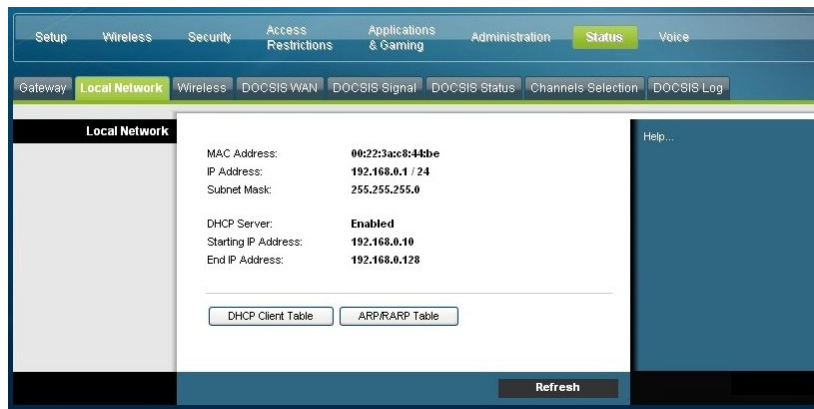 Setup Wireless Security Access Restrictions Applications & Gaming Administration Status Voice
Gateway Local Network Wireless DOCSIS WAN DOCSIS Signal DOCSIS Status Channels Selection DOCSIS Log
Local Network
Help...
MAC Address: 00:22:3a:c8:44:be
IP Address: 192.168.0.1 / 24
Subnet Mask: 255.255.255.0
DHCP Server: Enabled
Starting IP Address: 192.168.0.10
End IP Address: 192.168.0.128
DHCP Client Table ARP/RARP Table
Refresh